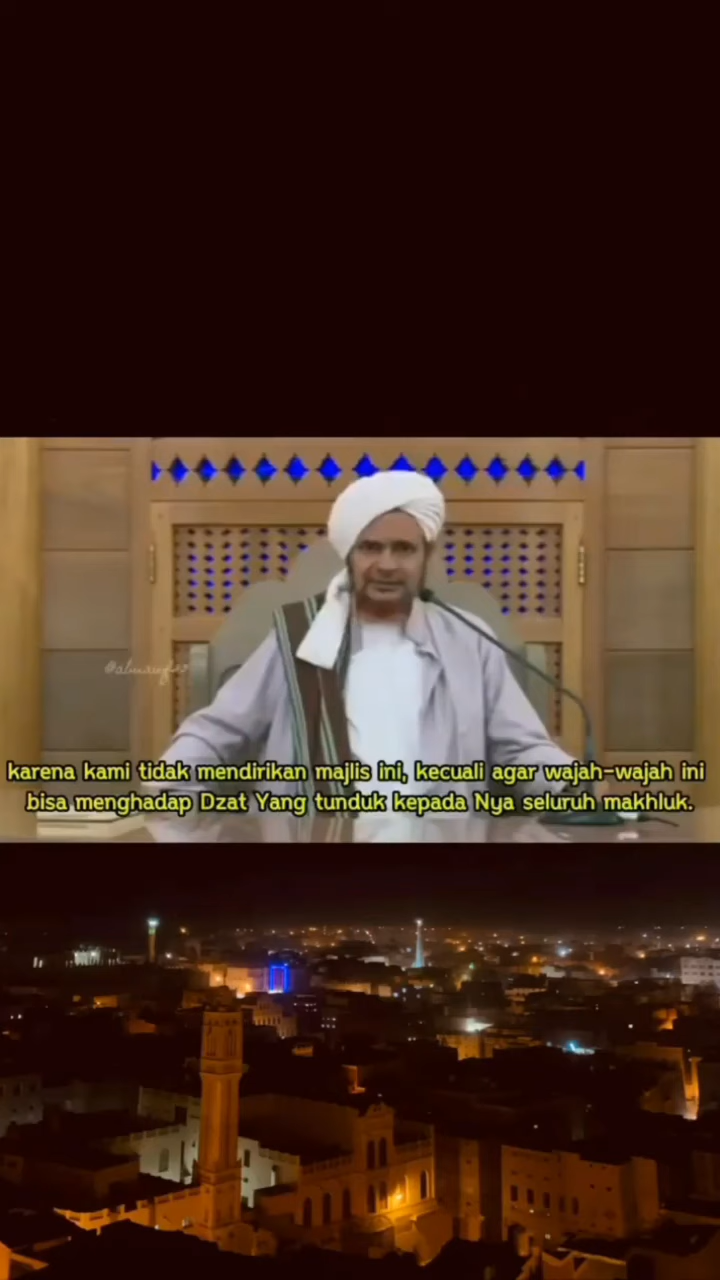 karena kami tidak mendirikan majlis ini, kecuali agar wajah-wajah ini
bisa menghadap Dzat Yang tunduk kepada Nya seluruh makhluk.